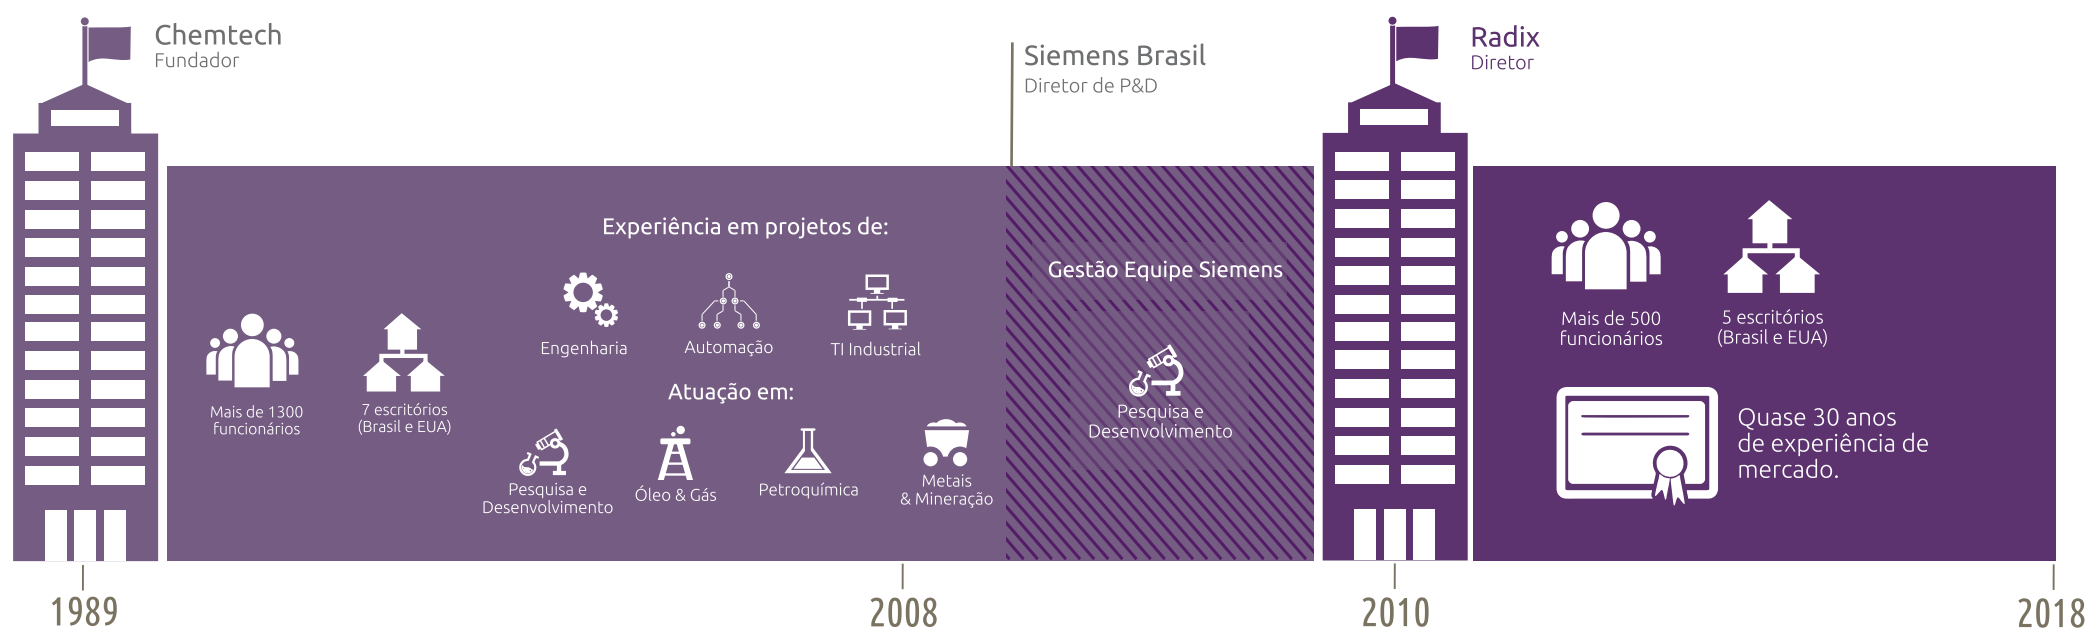 Chemtech
Fundador
Siemens Brasil
Diretor de P&D
Radix
Diretor
Mais de 1300
funcionários
7 escritórios
(Brasil e EUA)
Experiência em projetos de:
Engenharia
Automação
TI Industrial
Atuação em:
Pesquisa e
Desenvolvimento
Óleo & Gás
Petroquímica
Metais
& Mineração
Gestão Equipe Siemens
Pesquisa e
Desenvolvimento
Mais de 500
funcionários
5 escritórios
(Brasil e EUA)
Quase 30 anos
de experiência de
mercado.
1989
2008
2010
2018